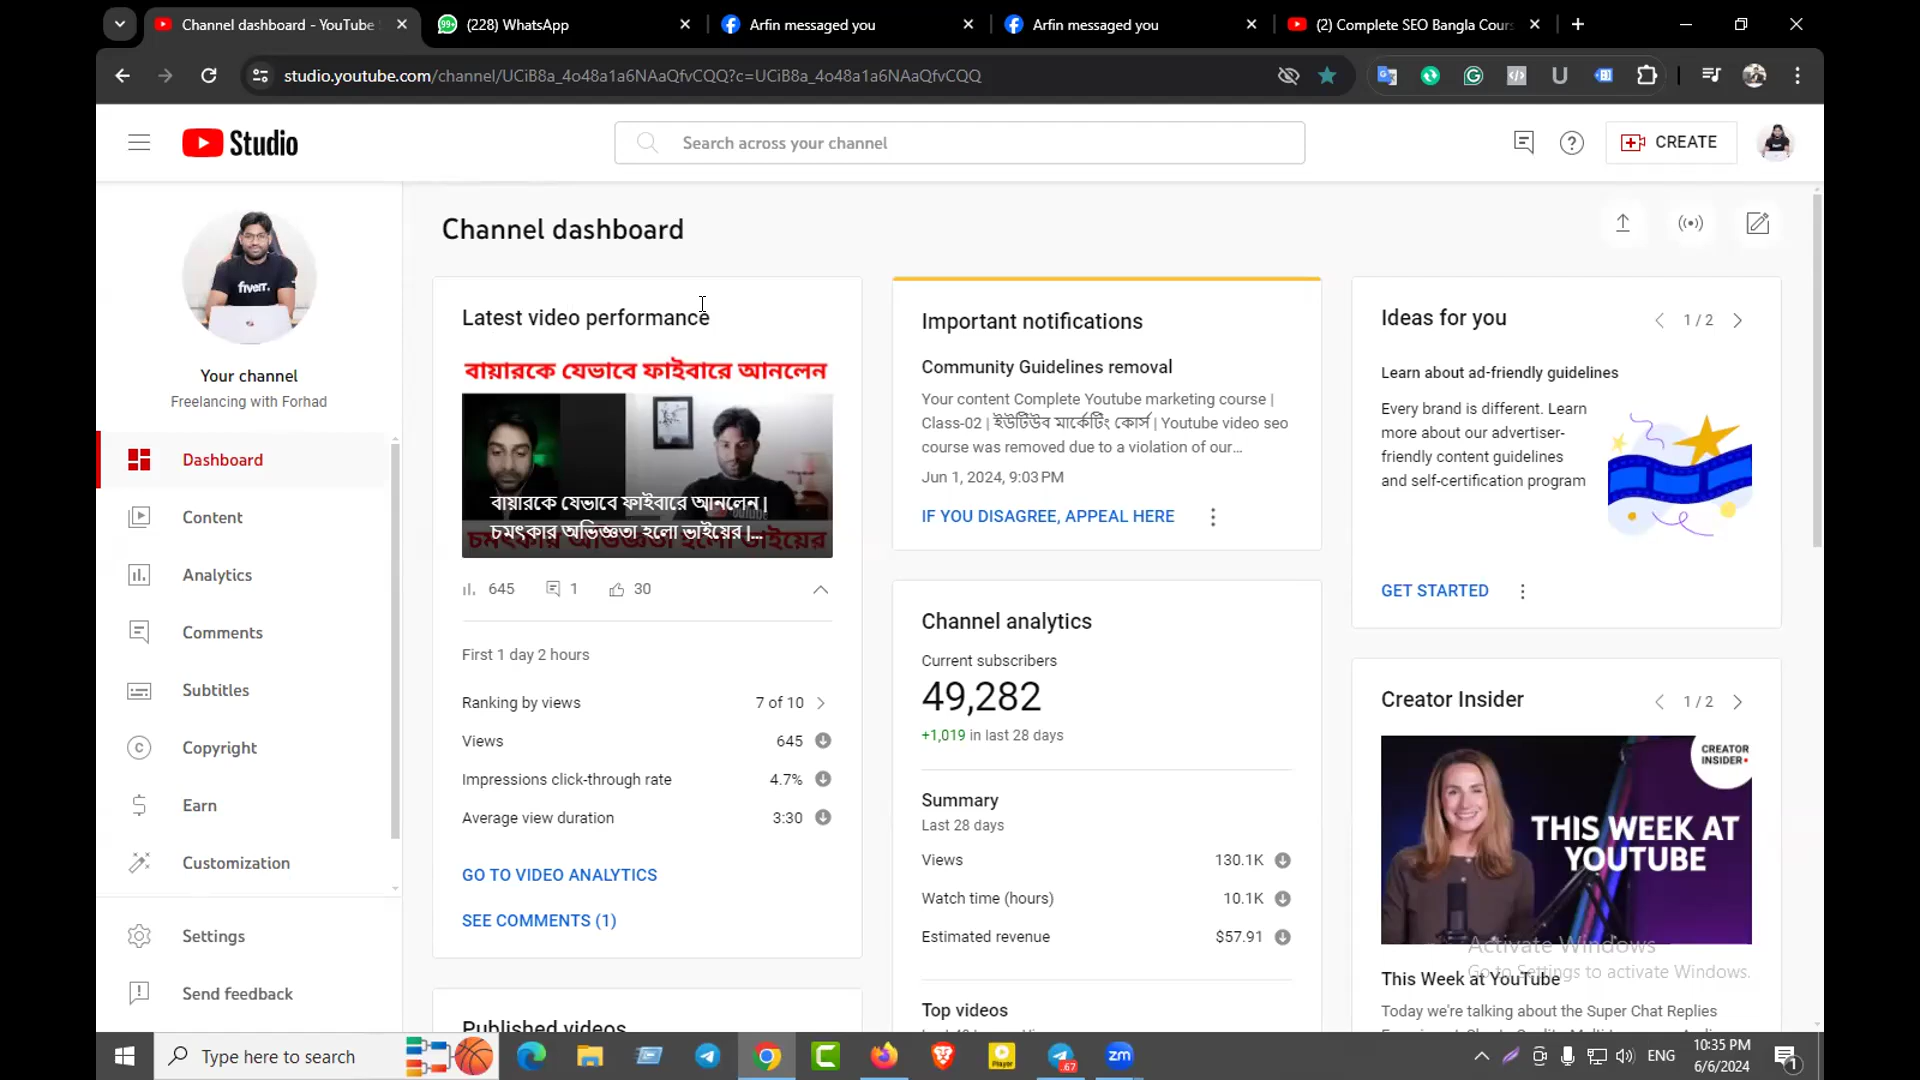 Channel dashboard - YouTube
(228) WhatsApp
Arfin messaged you
Arfin messaged you
(2) Complete SEO Bangla Cours
studio.youtube.com/channel/UCiB8a_4o48a1a6NAaQfvCQQ?c=UCiB8a_4o48a1a6NAaQfvCQQ
Studio
Search across your channel
CREATE
fiverr.
Your channel
Freelancing with Forhad
Dashboard
Content
Analytics
Comments
Subtitles
Copyright
Earn
Customization
Settings
Send feedback
Channel dashboard
Latest video performance
বায়ারকে যেভাবে ফাইবারে আনলেন
বায়ারকে যেভাবে ফাইবারে আনলেন |
চমৎকার অভিজ্ঞতা হলো ভাইয়ের |...
চমৎকার অভিজ্ঞতা হলো ভাইয়ের
645
1
30
First 1 day 2 hours
Ranking by views 7 of 10
Views 645
Impressions click-through rate 4.7%
Average view duration 3:30
GO TO VIDEO ANALYTICS
SEE COMMENTS (1)
Published videos
Important notifications
Community Guidelines removal
Your content Complete Youtube marketing course |
Class-02 | ইউটিউব মার্কেটিং কোর্স | Youtube video seo
course was removed due to a violation of our...
Jun 1, 2024, 9:03 PM
IF YOU DISAGREE, APPEAL HERE
Channel analytics
Current subscribers
49,282
+1,019 in last 28 days
Summary
Last 28 days
Views 130.1K
Watch time (hours) 10.1K
Estimated revenue $57.91
Top videos
Ideas for you
1 / 2
Learn about ad-friendly guidelines
Every brand is different. Learn
more about our advertiser-
friendly content guidelines
and self-certification program
GET STARTED
Creator Insider
1 / 2
CREATOR
INSIDER
THIS WEEK AT
YOUTUBE
Activate Windows
Go to Settings to activate Windows.
This Week at YouTube
Today we're talking about the Super Chat Replies
Type here to search
Player
67
zm
ENG
10:35 PM
6/6/2024
1